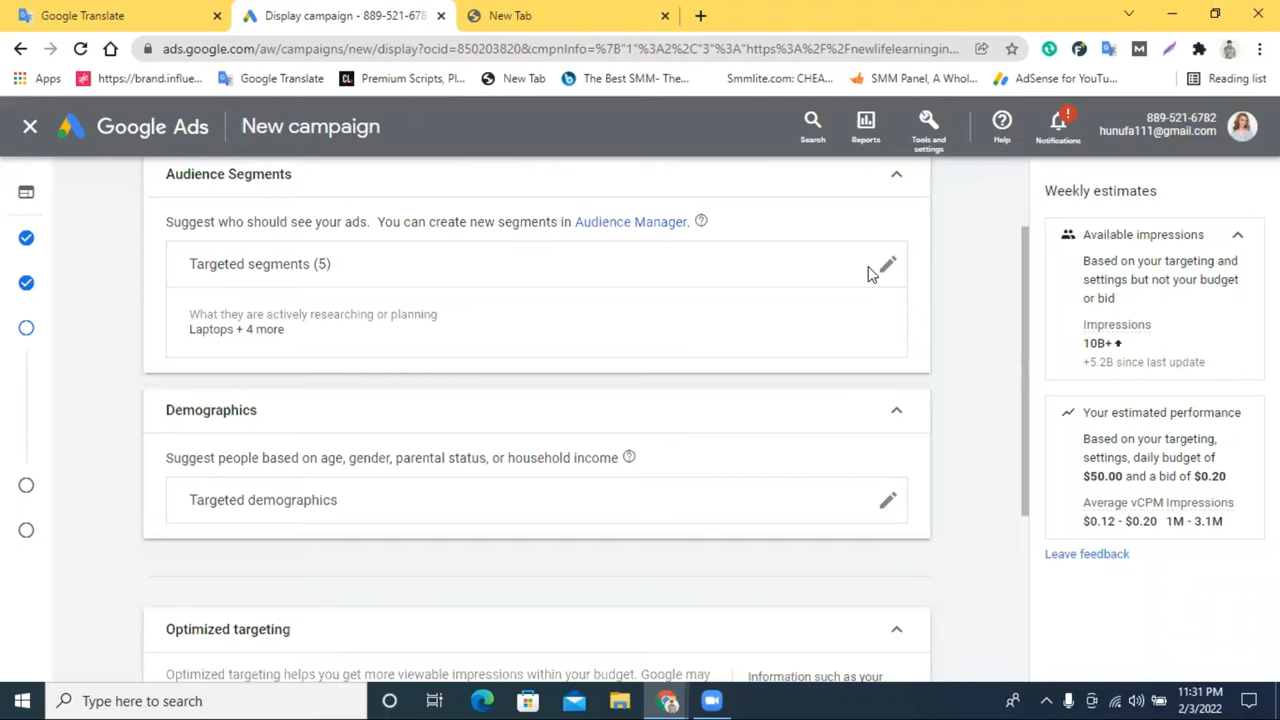 Google Translate
Display campaign - 889-521-678
New Tab
ads.google.com/aw/campaigns/new/display?ocid=850203820&cmpnInfo=%7B"1"%3A2%2C"3"%3A"https%3A%2F%2Fnewlifelearningin...
Apps
https://brand.influe...
Google Translate
CL
Premium Scripts, Pl...
New Tab
The Best SMM- The...
Smmlite.com: CHEA...
SMM Panel, A Whol...
AdSense for YouTu...
Reading list
Google Ads
New campaign
Search
Reports
Tools and
settings
Help
Notifications
889-521-6782
hunufa111@gmail.com
Audience Segments
Suggest who should see your ads. You can create new segments in Audience Manager.
Targeted segments (5)
What they are actively researching or planning
Laptops + 4 more
Demographics
Suggest people based on age, gender, parental status, or household income
Targeted demographics
Optimized targeting
Optimized targeting helps you get more viewable impressions within your budget. Google may
Information such as your
Weekly estimates
Available impressions
Based on your targeting and
settings but not your budget
or bid
Impressions
10B+
+5.2B since last update
Your estimated performance
Based on your targeting,
settings, daily budget of
$50.00 and a bid of $0.20
Average vCPM Impressions
$0.12 - $0.20 1M - 3.1M
Leave feedback
Type here to search
11:31 PM
2/3/2022